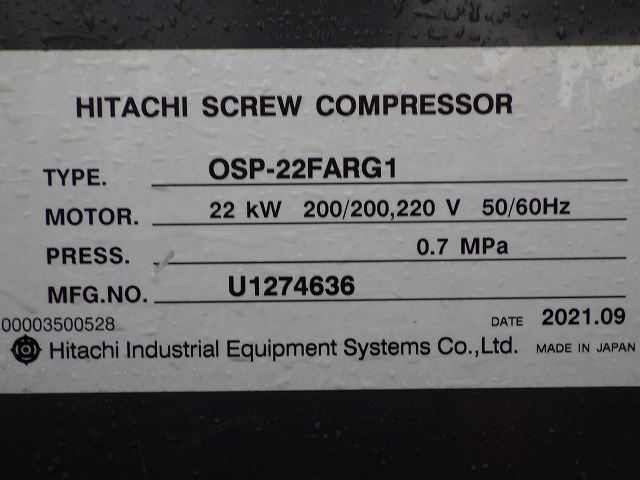 HITACHI SCREW COMPRESSOR
TYPE. OSP-22FARG1
MOTOR. 22 kW 200/200,220 V 50/60Hz
PRESS. 0.7 MPa
MFG.NO. U1274636
00003500528 DATE 2021.09
Hitachi Industrial Equipment Systems Co.,Ltd. MADE IN JAPAN